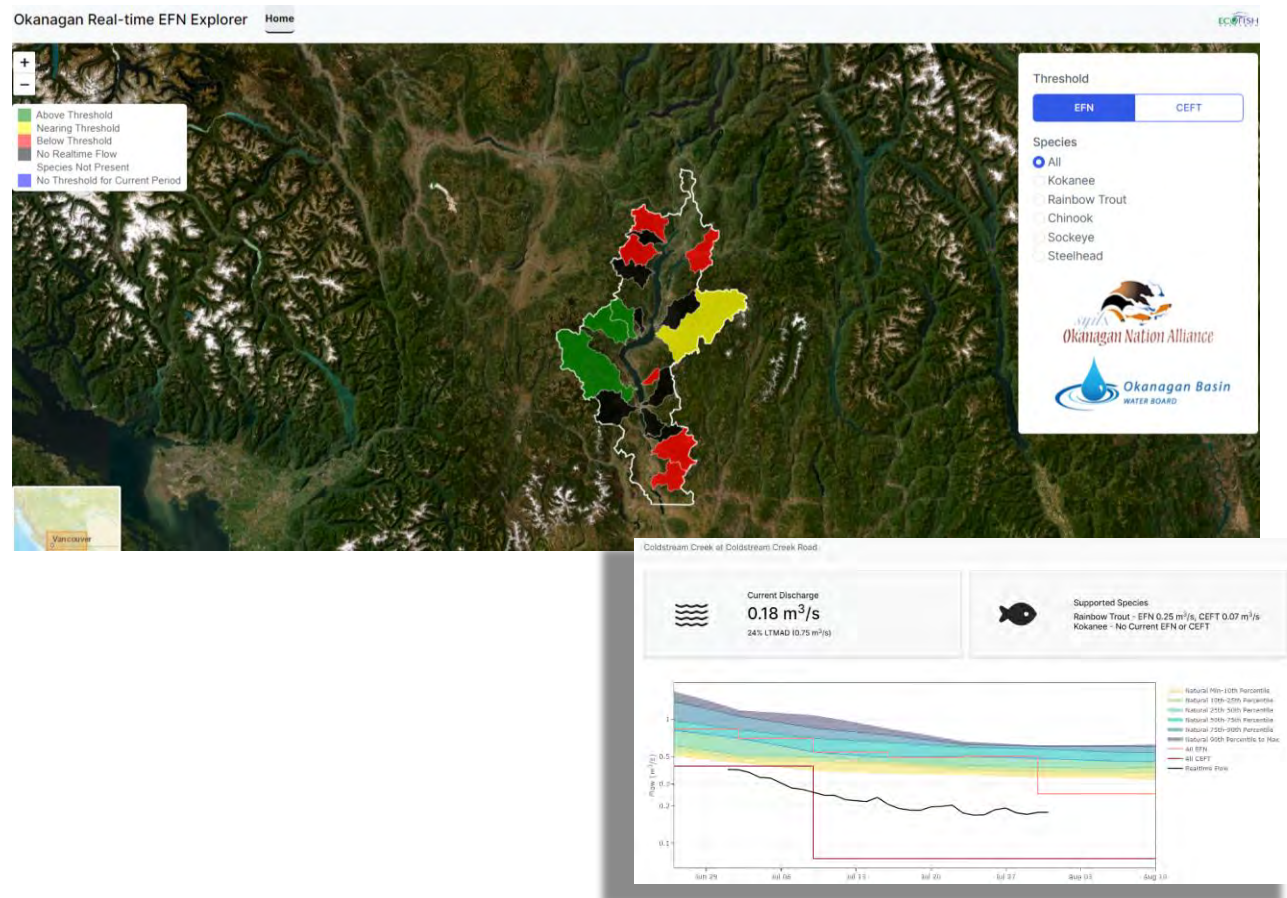 Okanagan Real-time EFN Explorer Home
ECOFISH
+
−
Above Threshold
Nearing Threshold
Below Threshold
No Realtime Flow
Species Not Present
No Threshold for Current Period
Threshold
EFN CEFT
Species
All
Kokanee
Rainbow Trout
Chinook
Sockeye
Steelhead
syilx
Okanagan Nation Alliance
Okanagan Basin
WATER BOARD
Vancouver
Coldstream Creek at Coldstream Creek Road
Current Discharge
0.18 m³/s
24% LTMAD (0.75 m³/s)
Supported Species
Rainbow Trout - EFN 0.25 m³/s, CEFT 0.07 m³/s
Kokanee - No Current EFN or CEFT
Natural Min-10th Percentile
Natural 10th-25th Percentile
Natural 25th-50th Percentile
Natural 50th-75th Percentile
Natural 75th-90th Percentile
Natural 90th Percentile to Max
All EFN
All CEFT
Realtime Flow
Flow (m³/s)
1
0.5
0.3
0.2
0.1
Jun 29 Jul 06 Jul 13 Jul 20 Jul 27 Aug 03 Aug 10